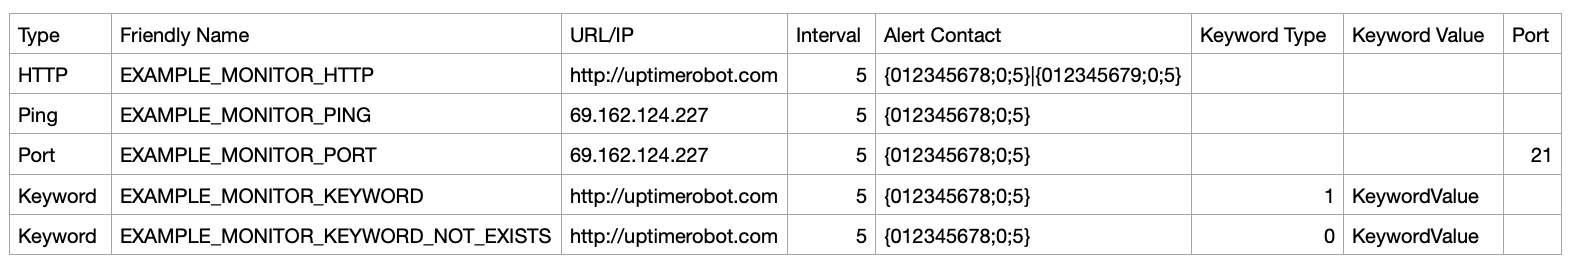 Type Friendly Name URL/IP Interval Alert Contact Keyword Type Keyword Value Port
HTTP EXAMPLE_MONITOR_HTTP http://uptimerobot.com 5 {012345678;0;5}|{012345679;0;5}
Ping EXAMPLE_MONITOR_PING 69.162.124.227 5 {012345678;0;5}
Port EXAMPLE_MONITOR_PORT 69.162.124.227 5 {012345678;0;5} 21
Keyword EXAMPLE_MONITOR_KEYWORD http://uptimerobot.com 5 {012345678;0;5} 1 KeywordValue
Keyword EXAMPLE_MONITOR_KEYWORD_NOT_EXISTS http://uptimerobot.com 5 {012345678;0;5} 0 KeywordValue